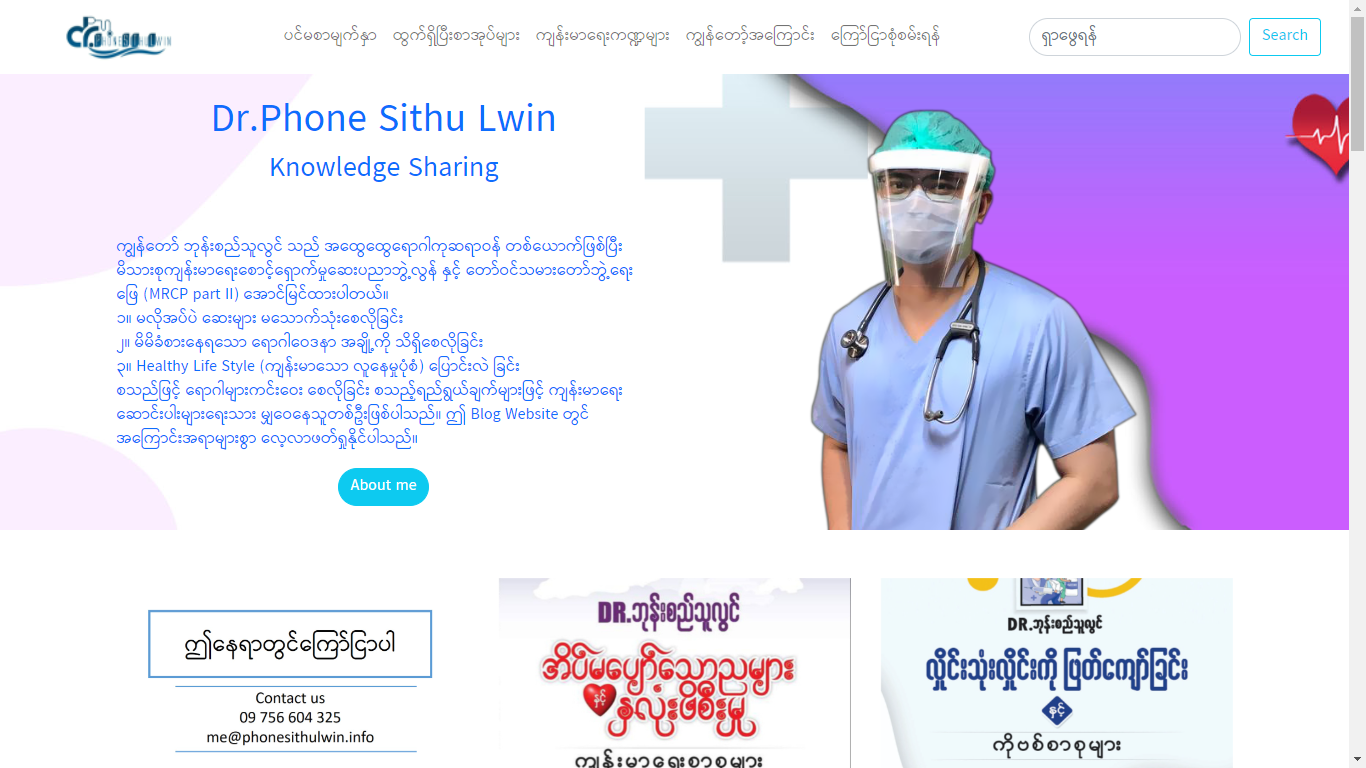 ပင်မစာမျက်နှာ ထွက်ရှိပြီးစာအုပ်များ ကျန်းမာရေးကဏ္ဍများ ကျွန်တော့်အကြောင်း ကြော်ငြာစုံစမ်းရန် ရှာဖွေရန် Search
Dr.Phone Sithu Lwin
Knowledge Sharing
ကျွန်တော် ဘုန်းစည်သူလွင် သည် အထွေထွေရောဂါကုဆရာဝန် တစ်ယောက်ဖြစ်ပြီး
မိသားစုကျန်းမာရေးစောင့်ရှောက်မှုဆေးပညာဘွဲ့လွန် နှင့် တော်ဝင်သမားတော်ဘွဲ့ရေး
ဖြေ (MRCP part II) အောင်မြင်ထားပါတယ်။
၁။ မလိုအပ်ပဲ ဆေးများ မသောက်သုံးစေလိုခြင်း
၂။ မိမိခံစားနေရသော ရောဂါဝေဒနာ အချို့ကို သိရှိစေလိုခြင်း
၃။ Healthy Life Style (ကျန်းမာသော လူနေမှုပုံစံ) ပြောင်းလဲ ခြင်း
စသည်ဖြင့် ရောဂါများကင်းဝေး စေလိုခြင်း စသည့်ရည်ရွယ်ချက်များဖြင့် ကျန်းမာရေး
ဆောင်းပါးများရေးသား မျှဝေနေသူတစ်ဦးဖြစ်ပါသည်။ ဤ Blog Website တွင်
အကြောင်းအရာများစွာ လေ့လာဖတ်ရှုနိုင်ပါသည်။
About me
ဤနေရာတွင်ကြော်ငြာပါ
Contact us
09 756 604 325
me@phonesithulwin.info
DR.ဘုန်းစည်သူလွင်
အိပ်မပျော်သောညများ
နှင့်
နှလုံးဖိစီးမှု
ကျန်းမာရေးစာစုများ
DR.ဘုန်းစည်သူလွင်
လှိုင်းသုံးလှိုင်းကို ဖြတ်ကျော်ခြင်း
နှင့်
ကိုဗစ်စာစုများ